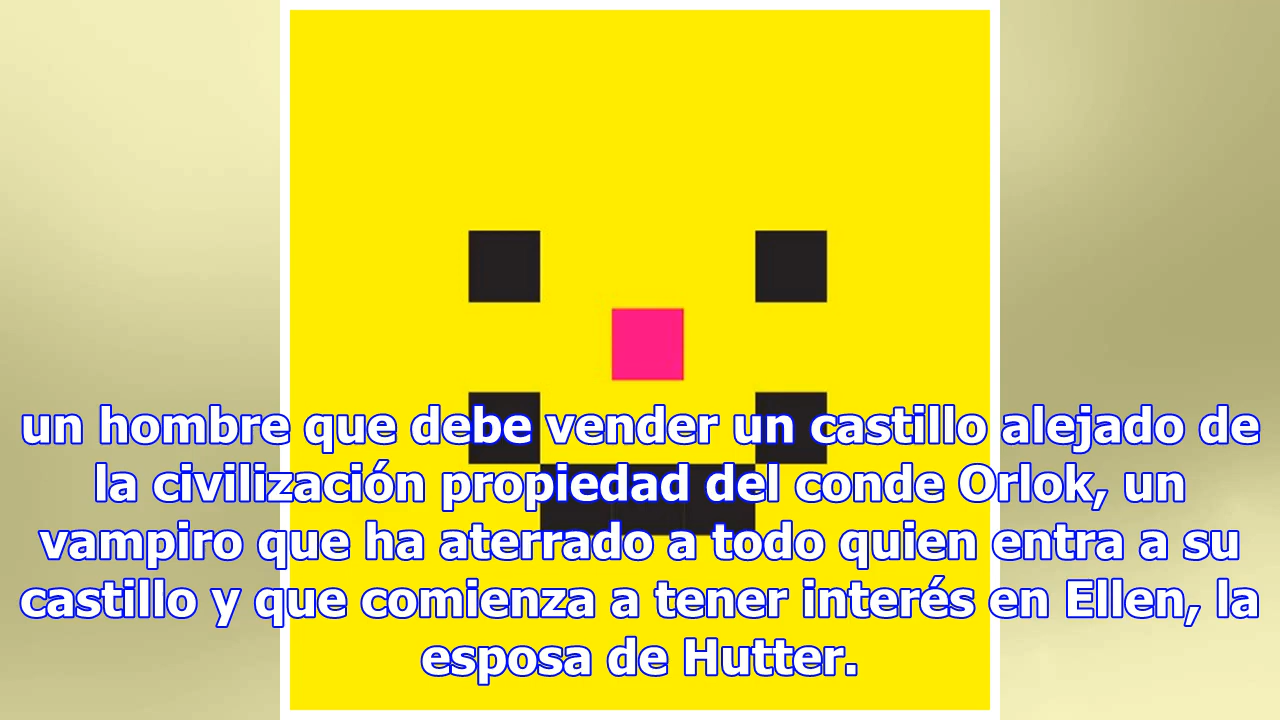 un hombre que debe vender un castillo alejado de
la civilización propiedad del conde Orlok, un
vampiro que ha aterrado a todo quien entra a su
castillo y que comienza a tener interés en Ellen, la
esposa de Hutter.